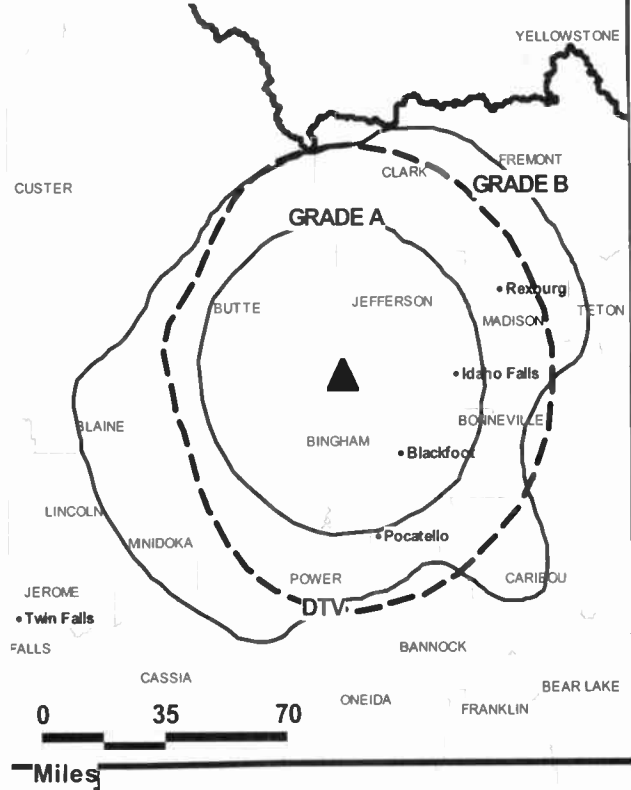 YELLOWSTONE
FREMONT
CLARK
GRADE B
CUSTER
GRADE A
Rexburg
BUTTE
JEFFERSON
TETON
MADISON
Idaho Falls
BLAINE
BONNEVILLE
BINGHAM
Blackfoot
LINCOLN
Pocatello
MINIDOKA
POWER
CARIBOU
JEROME
DTV
Twin Falls
FALLS
BANNOCK
CASSIA
BEAR LAKE
ONEIDA
FRANKLIN
0 35 70
Miles